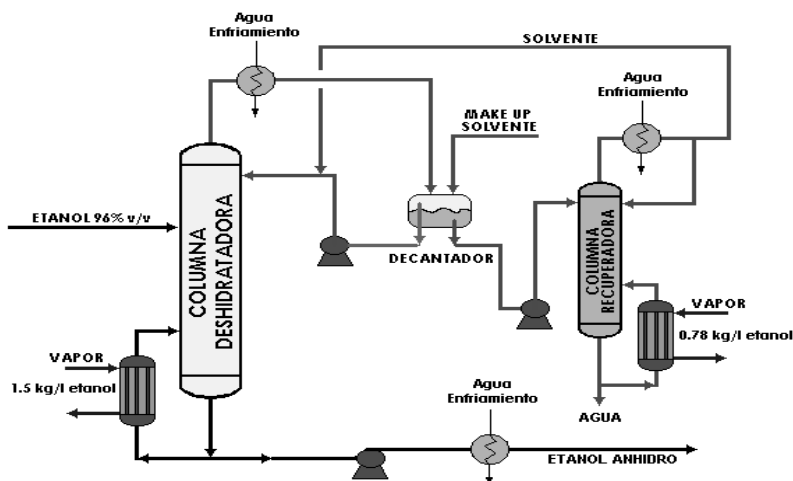 Agua
Enfriamiento
SOLVENTE
Agua
Enfriamiento
MAKE UP
SOLVENTE
ETANOL 96% v/v
COLUMNA
DESHIDRATADORA
DECANTADOR
COLUMNA
RECUPERADORA
VAPOR
0.78 kg/l etanol
VAPOR
1.5 kg/l etanol
Agua
Enfriamiento
AGUA
ETANOL ANHIDRO